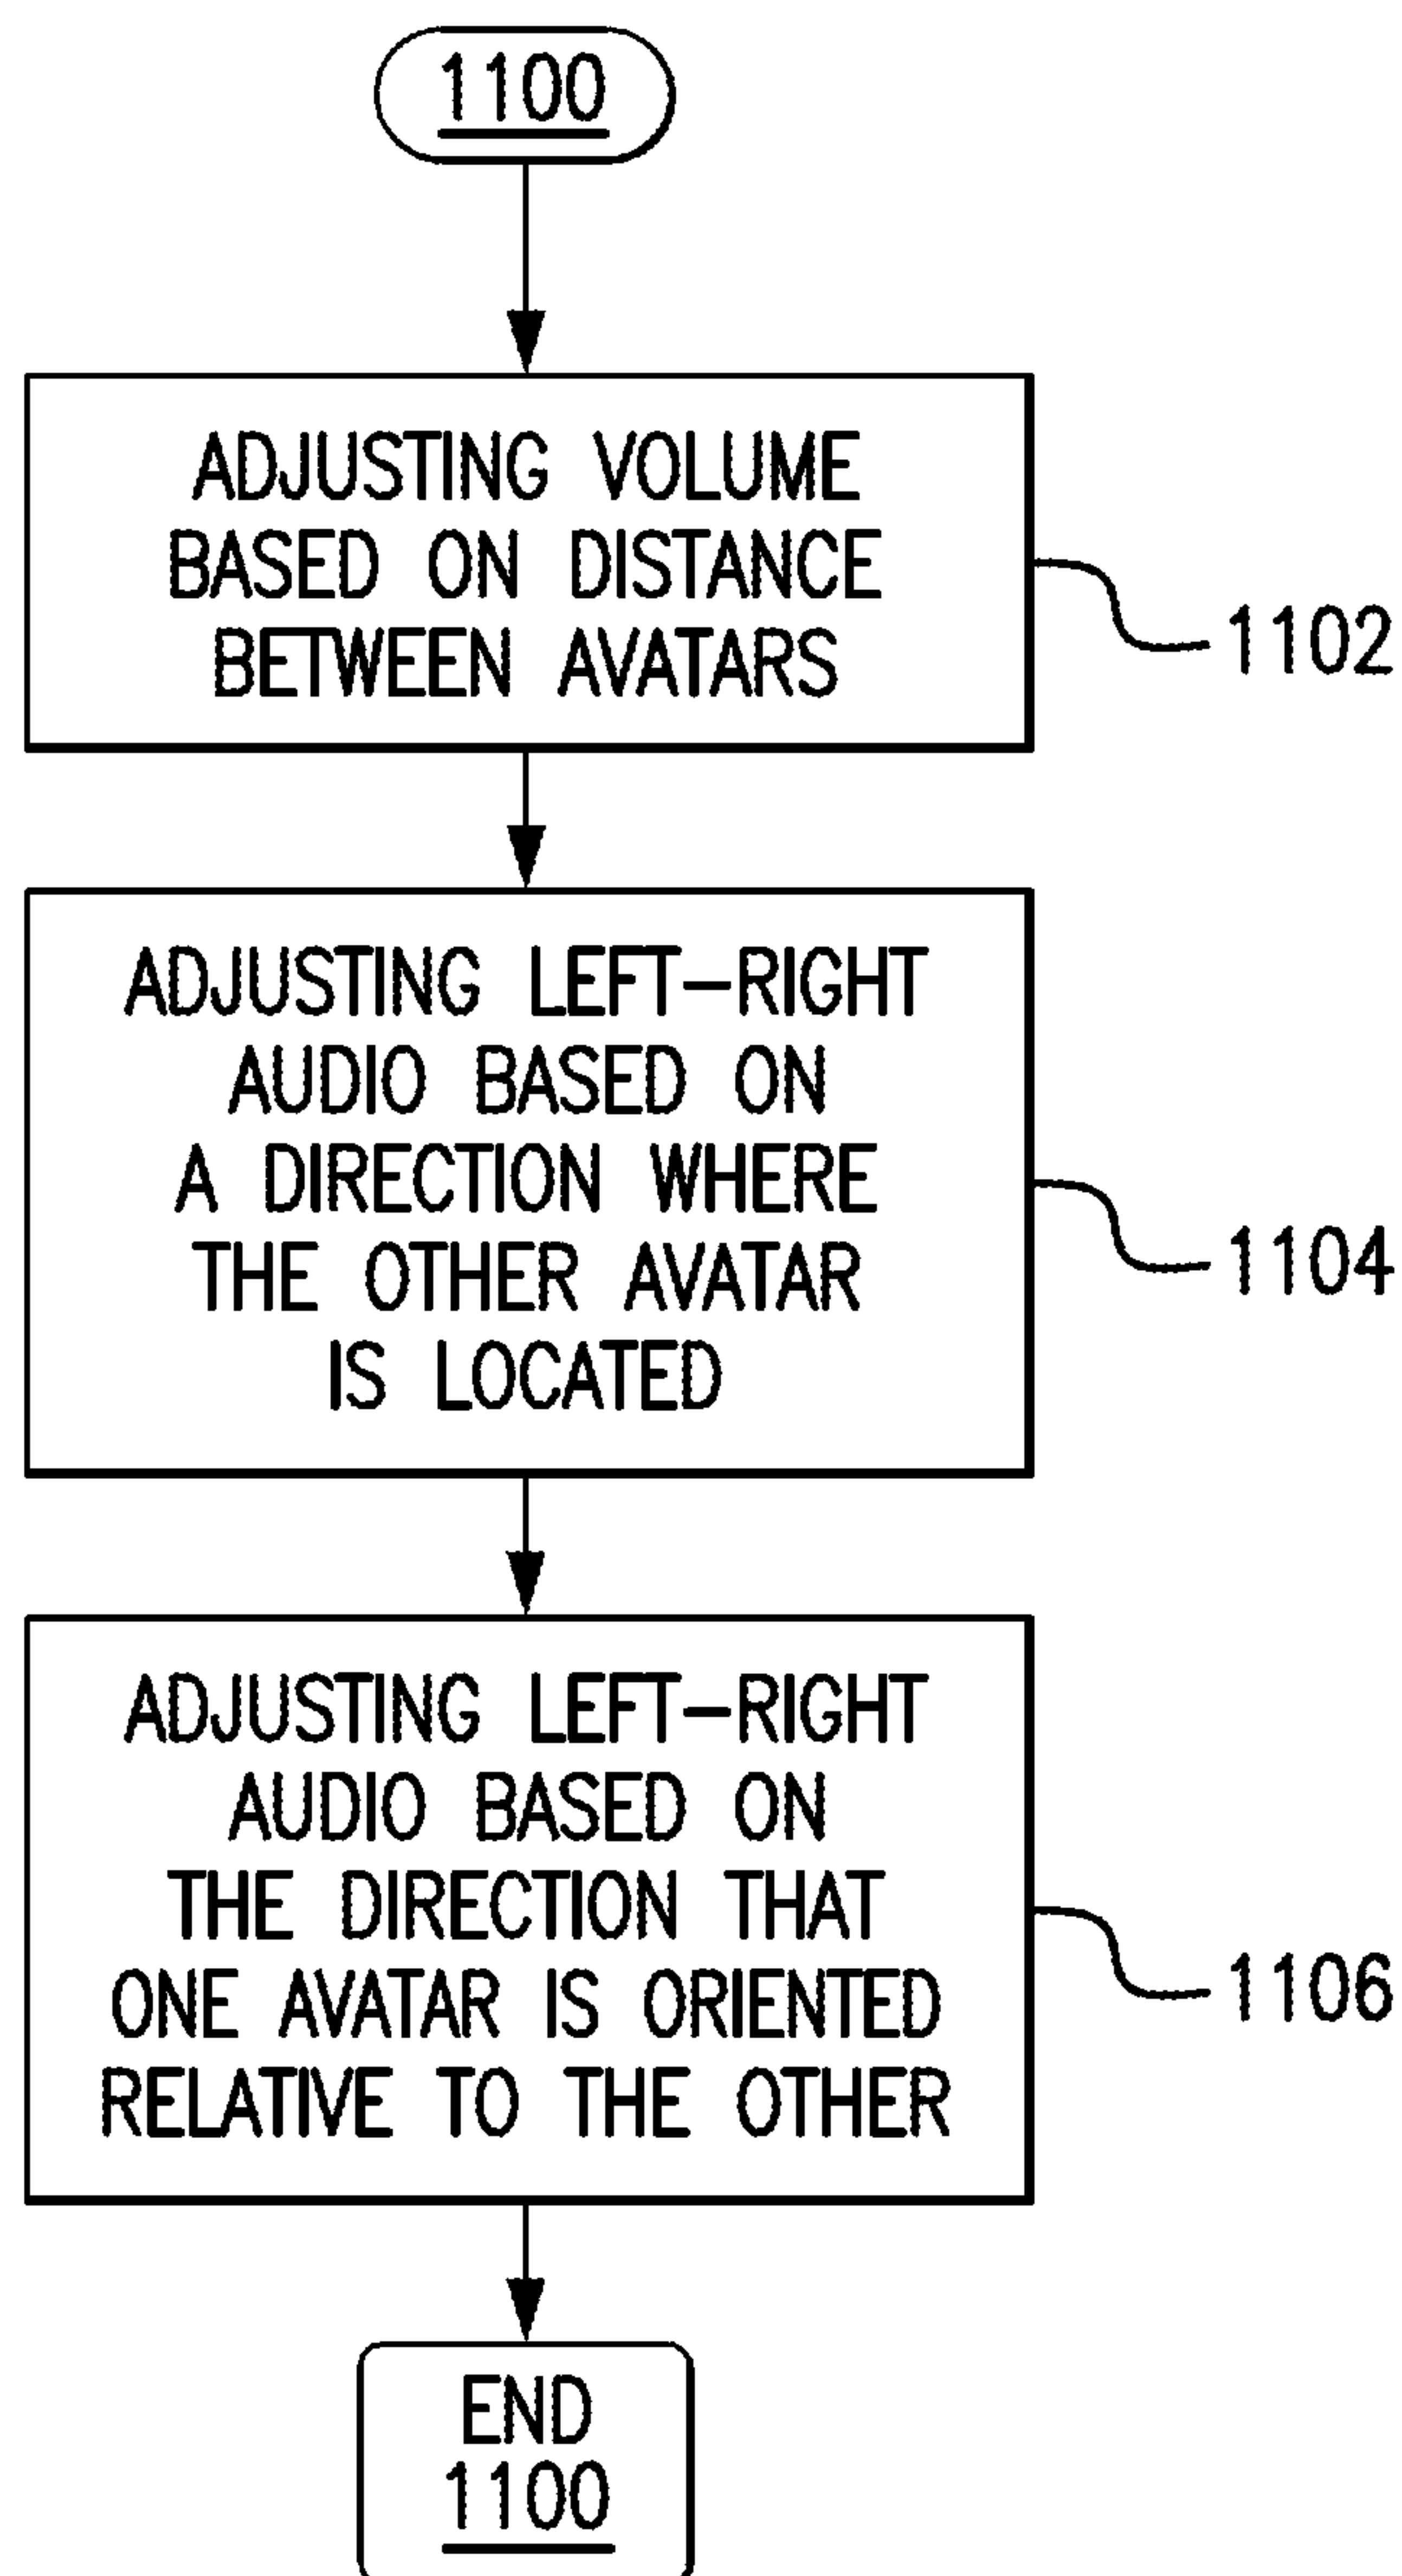 1100
ADJUSTING VOLUME
BASED ON DISTANCE
BETWEEN AVATARS
1102
ADJUSTING LEFT-RIGHT
AUDIO BASED ON
A DIRECTION WHERE
THE OTHER AVATAR
IS LOCATED
1104
ADJUSTING LEFT-RIGHT
AUDIO BASED ON
THE DIRECTION THAT
ONE AVATAR IS ORIENTED
RELATIVE TO THE OTHER
1106
END
1100